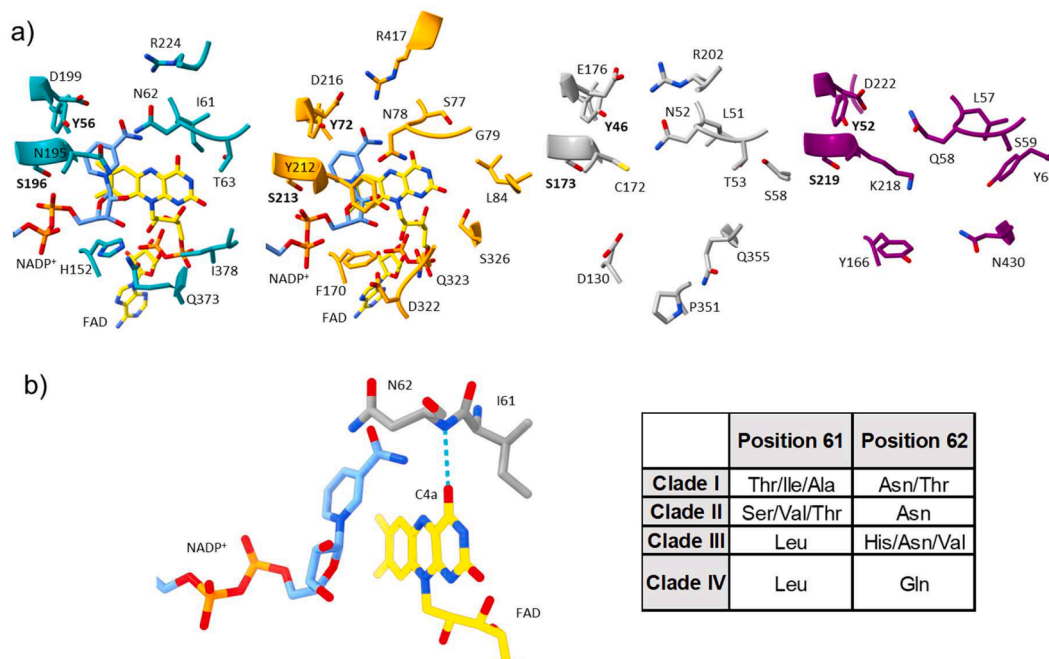 a)
R224
D199
N62
I61
Y56
N195
S196
T63
NADP+
H152
I378
Q373
FAD
R417
D216
N78
S77
Y72
G79
Y212
S213
L84
S326
NADP+
F170
Q323
D322
FAD
E176
R202
N52
L51
Y46
S173
C172
T53
S58
D130
Q355
P351
D222
L57
Y52
Q58
S59
S219
K218
Y6
Y166
N430
b)
N62
I61
C4a
NADP+
FAD
Position 61 Position 62
Clade I Thr/Ile/Ala Asn/Thr
Clade II Ser/Val/Thr Asn
Clade III Leu His/Asn/Val
Clade IV Leu Gln